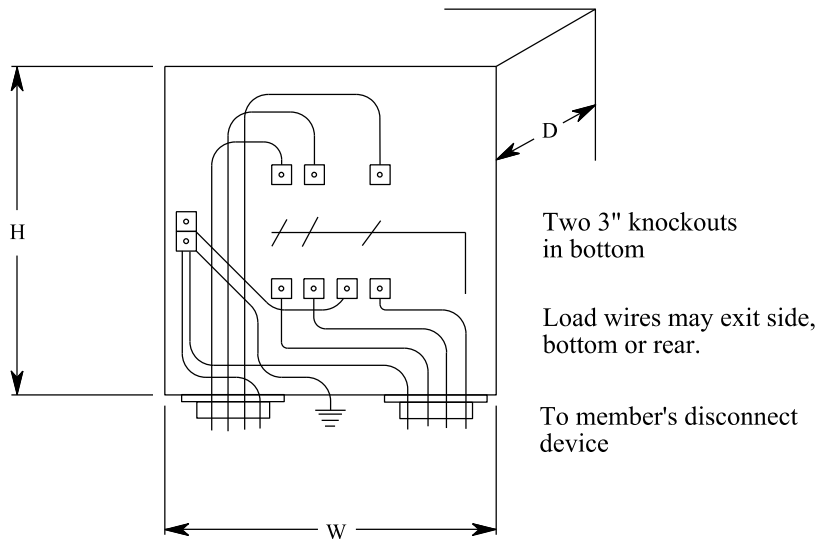 D
H
Two 3" knockouts
in bottom
Load wires may exit side,
bottom or rear.
To member's disconnect
device
W